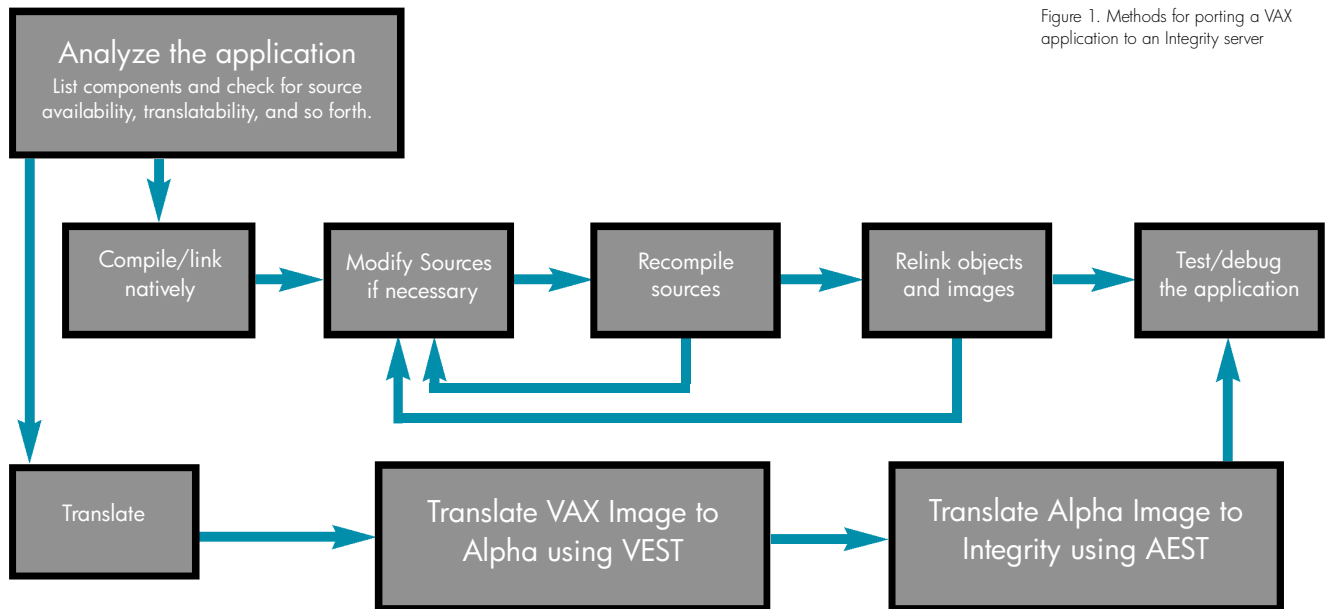 Figure 1. Methods for porting a VAX
application to an Integrity server
Analyze the application
List components and check for source
availability, translatability, and so forth.
Compile/link
natively
Modify Sources
if necessary
Recompile
sources
Relink objects
and images
Test/debug
the application
Translate
Translate VAX Image to
Alpha using VEST
Translate Alpha Image to
Integrity using AEST